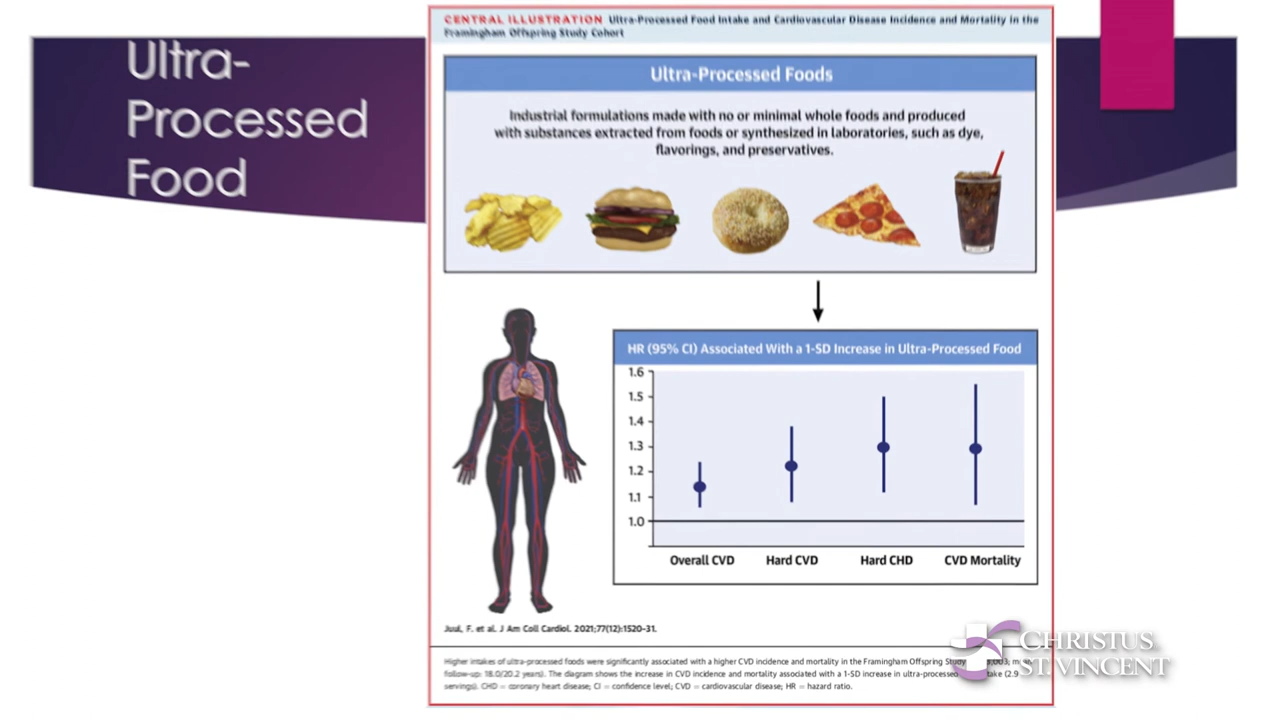 Ultra-
Processed
Food
CENTRAL ILLUSTRATION Ultra-Processed Food Intake and Cardiovascular Disease Incidence and Mortality in the
Framingham Offspring Study Cohort
Ultra-Processed Foods
Industrial formulations made with no or minimal whole foods and produced
with substances extracted from foods or synthesized in laboratories, such as dye,
flavorings, and preservatives.
HR (95% CI) Associated With a 1-SD Increase in Ultra-Processed Food
1.6
1.5
1.4
1.3
1.2
1.1
1.0
Overall CVD Hard CVD Hard CHD CVD Mortality
Juul, F. et al. J Am Coll Cardiol. 2021;77(12):1520-31.
Higher intakes of ultra-processed foods were significantly associated with a higher CVD incidence and mortality in the Framingham Offspring Study
follow-up: 18.0/20.2 years). The diagram shows the increase in CVD incidence and mortality associated with a 1-SD increase in ultra-processed (2.9
servings). CHD = coronary heart disease; CI = confidence level; CVD = cardiovascular disease; HR = hazard ratio.
CHRISTUS
ST. VINCENT